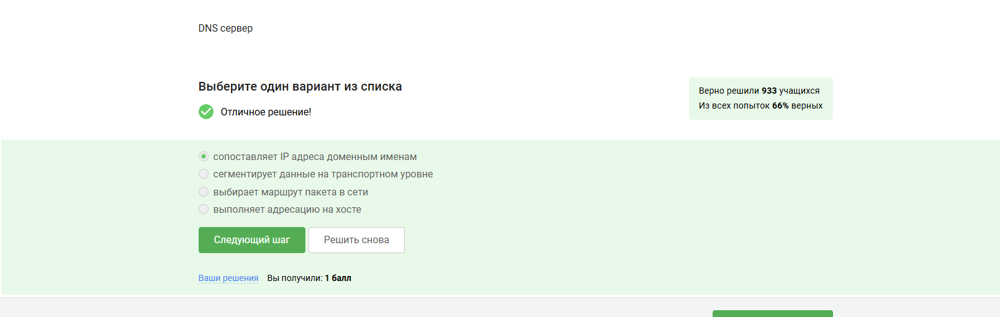 DNS сервер
Выберите один вариант из списка
Отличное решение!
Верно решили 933 учащихся
Из всех попыток 66% верных
сопоставляет IP адреса доменным именам
сегментирует данные на транспортном уровне
выбирает маршрут пакета в сети
выполняет адресацию на хосте
Следующий шаг
Решить снова
Ваши решения
Вы получили: 1 балл